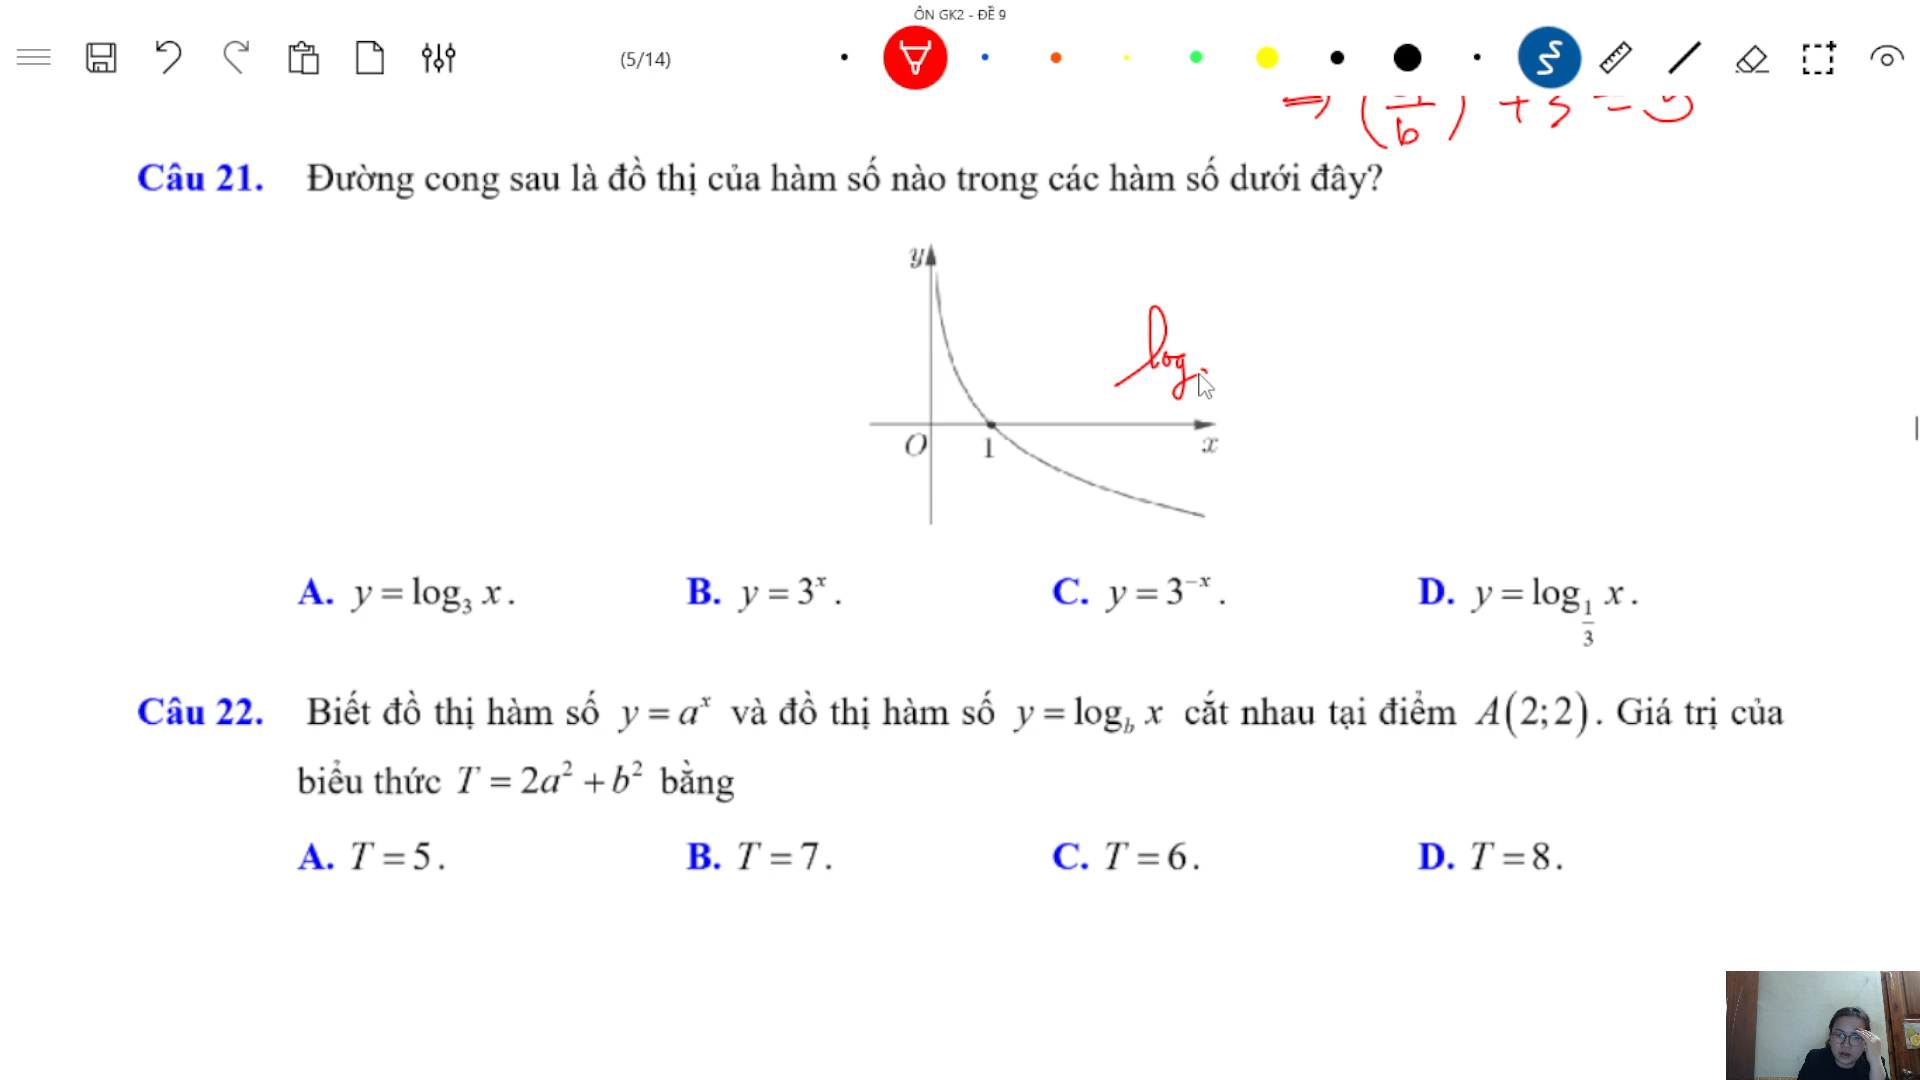 ÔN GK2 - ĐỀ 9
(5/14)
Câu 21. Đường cong sau là đồ thị của hàm số nào trong các hàm số dưới đây?
y
log
O 1 x
A. y = log₃ x. B. y = 3ˣ. C. y = 3⁻ˣ. D. y = log_{1/3} x.
Câu 22. Biết đồ thị hàm số y = aˣ và đồ thị hàm số y = log_b x cắt nhau tại điểm A(2;2). Giá trị của
biểu thức T = 2a² + b² bằng
A. T = 5. B. T = 7. C. T = 6. D. T = 8.